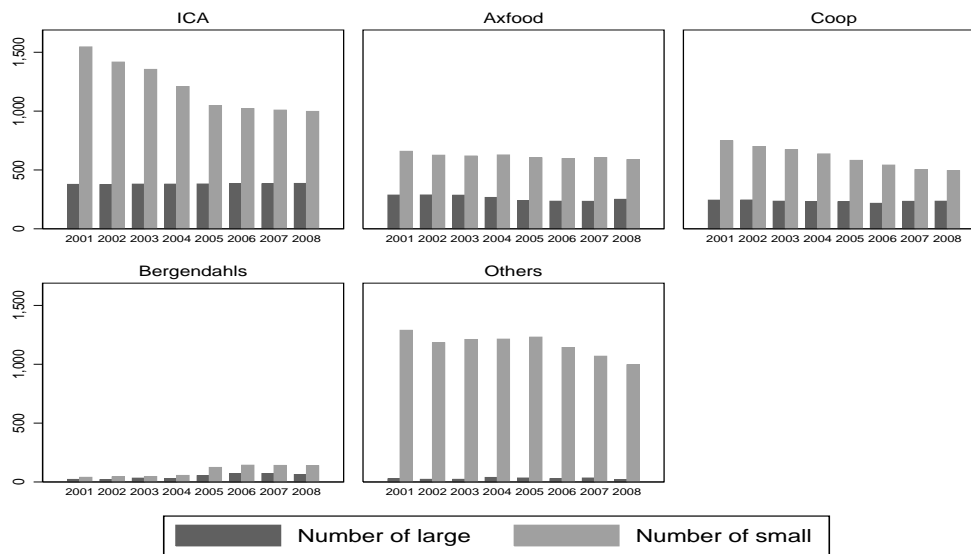 ICA Axfood Coop
1,500
1,000
500
0
2001 2002 2003 2004 2005 2006 2007 2008 2001 2002 2003 2004 2005 2006 2007 2008 2001 2002 2003 2004 2005 2006 2007 2008
Bergendahls Others
1,500
1,000
500
0
2001 2002 2003 2004 2005 2006 2007 2008 2001 2002 2003 2004 2005 2006 2007 2008
Number of large Number of small